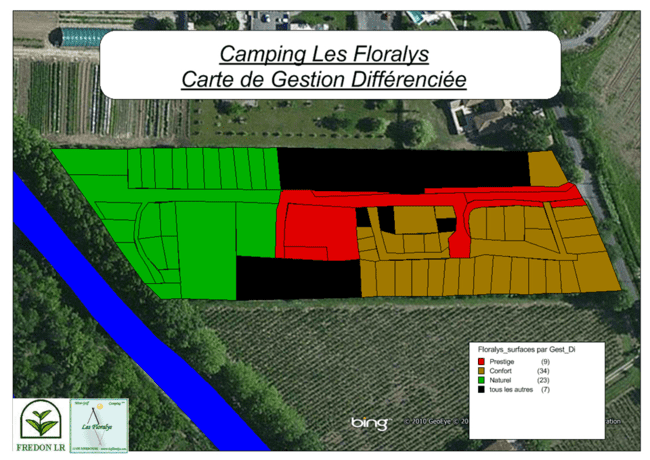 Camping Les Floralys
Carte de Gestion Différenciée
Floralys_surfaces par Gest_Di
Prestige (9)
Confort (34)
Naturel (23)
tous les autres (7)
bing
© 2010 GeoEye ©
FREDON LR
Camping
Les Floralys